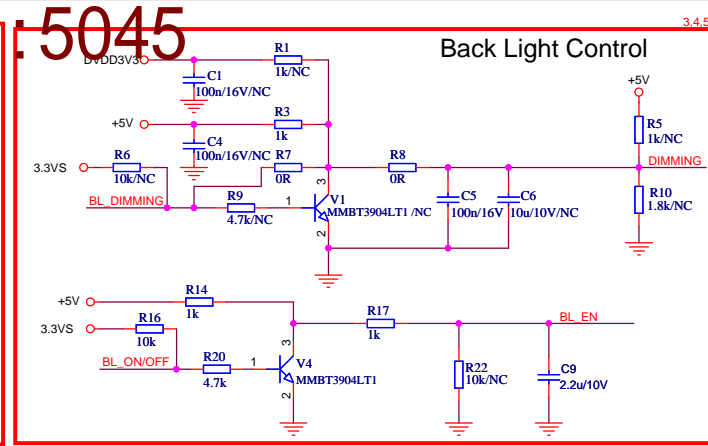 : 5045
3,4,5
Back Light Control
DVDD3V3
R1
1k/NC
C1
100n/16V/NC
+5V
R3
1k
C4
100n/16V/NC
+5V
R5
1k/NC
3.3VS
R6
10k/NC
R7
0R
R8
0R
DIMMING
BL_DIMMING
R9
4.7k/NC
1
3
2
V1
MMBT3904LT1 /NC
C5
100n/16V
C6
10u/10V/NC
R10
1.8k/NC
+5V
R14
1k
3.3VS
R16
10k
R17
1k
BL_EN
BL_ON/OFF
R20
4.7k
1
3
2
V4
MMBT3904LT1
R22
10k/NC
C9
2.2u/10V